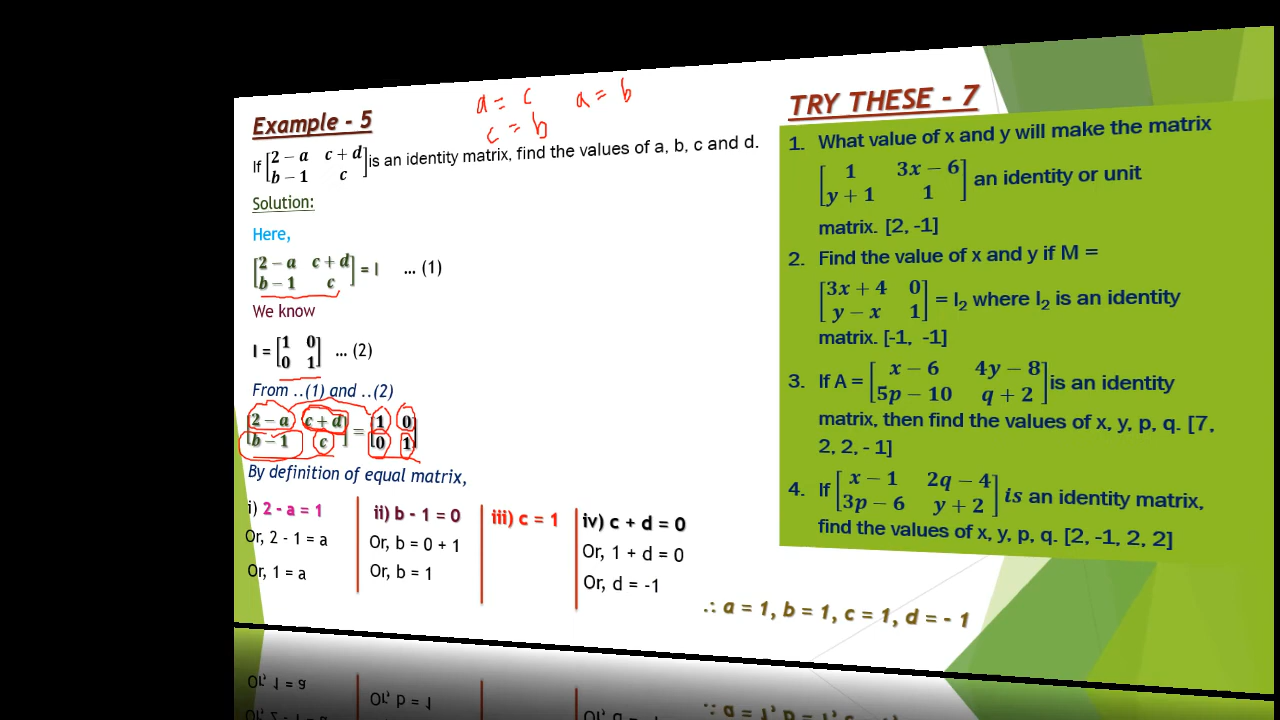 a = c   a = b
c = b
Example - 5
If [2 − a   c + d
b − 1   c] is an identity matrix, find the values of a, b, c and d.
Solution:
Here,
[2 − a   c + d
b − 1   c] = I   ... (1)
We know
I = [1   0
0   1]   ... (2)
From ..(1) and ..(2)
[2 − a   c + d
b − 1   c] = [1   0
0   1]
By definition of equal matrix,
i) 2 - a = 1
Or, 2 - 1 = a
Or, 1 = a
ii) b - 1 = 0
Or, b = 0 + 1
Or, b = 1
iii) c = 1
iv) c + d = 0
Or, 1 + d = 0
Or, d = -1
∴ a = 1, b = 1, c = 1, d = - 1
TRY THESE - 7
1. What value of x and y will make the matrix
[1   3x − 6
y + 1   1] an identity or unit
matrix. [2, -1]
2. Find the value of x and y if M =
[3x + 4   0
y − x   1] = I₂ where I₂ is an identity
matrix. [-1, -1]
3. If A = [x − 6   4y − 8
5p − 10   q + 2] is an identity
matrix, then find the values of x, y, p, q. [7,
2, 2, - 1]
4. If [x − 1   2q − 4
3p − 6   y + 2] is an identity matrix,
find the values of x, y, p, q. [2, -1, 2, 2]